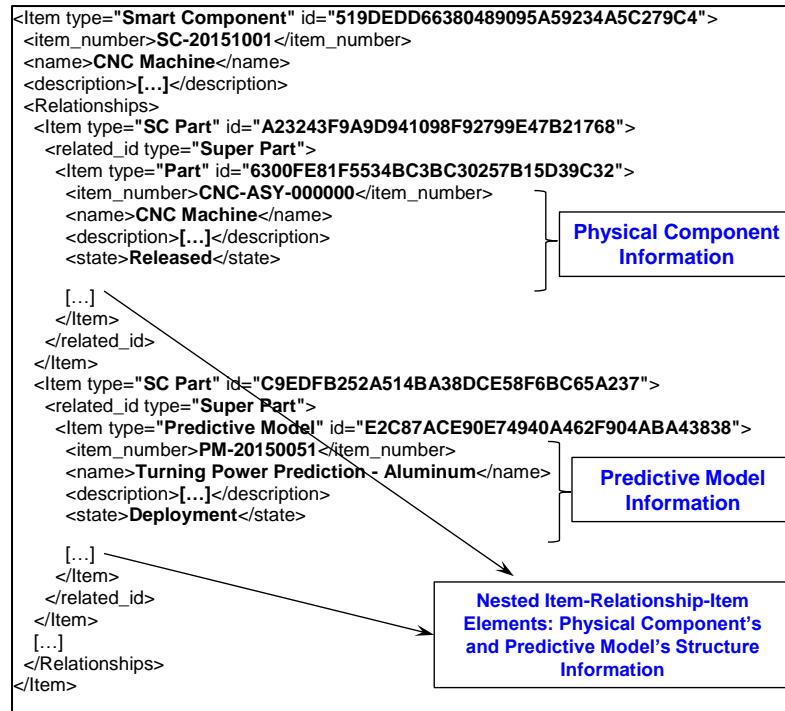 <Item type="Smart Component" id="519DEDD66380489095A59234A5C279C4">
<item_number>SC-20151001</item_number>
<name>CNC Machine</name>
<description>[…]</description>
<Relationships>
<Item type="SC Part" id="A23243F9A9D941098F92799E47B21768">
<related_id type="Super Part">
<Item type="Part" id="6300FE81F5534BC3BC30257B15D39C32">
<item_number>CNC-ASY-000000</item_number>
<name>CNC Machine</name>
<description>[…]</description>
<state>Released</state>
Physical Component
Information
[…]
</Item>
</related_id>
</Item>
<Item type="SC Part" id="C9EDFB252A514BA38DCE58F6BC65A237">
<related_id type="Super Part">
<Item type="Predictive Model" id="E2C87ACE90E74940A462F904ABA43838">
<item_number>PM-20150051</item_number>
<name>Turning Power Prediction - Aluminum</name>
<description>[…]</description>
<state>Deployment</state>
Predictive Model
Information
[…]
</Item>
</related_id>
</Item>
[…]
</Relationships>
</Item>
Nested Item-Relationship-Item
Elements: Physical Component's
and Predictive Model's Structure
Information